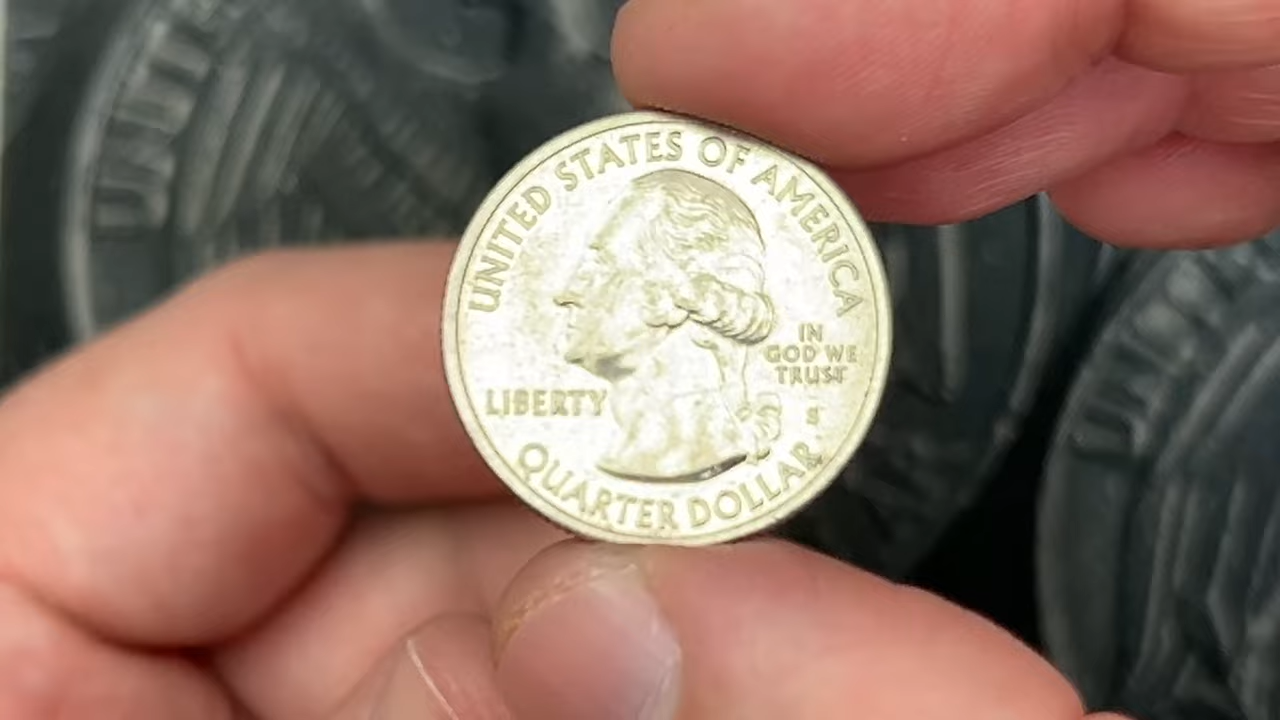 UNITED STATES OF AMERICA
IN
GOD WE
TRUST
LIBERTY
S
QUARTER DOLLAR